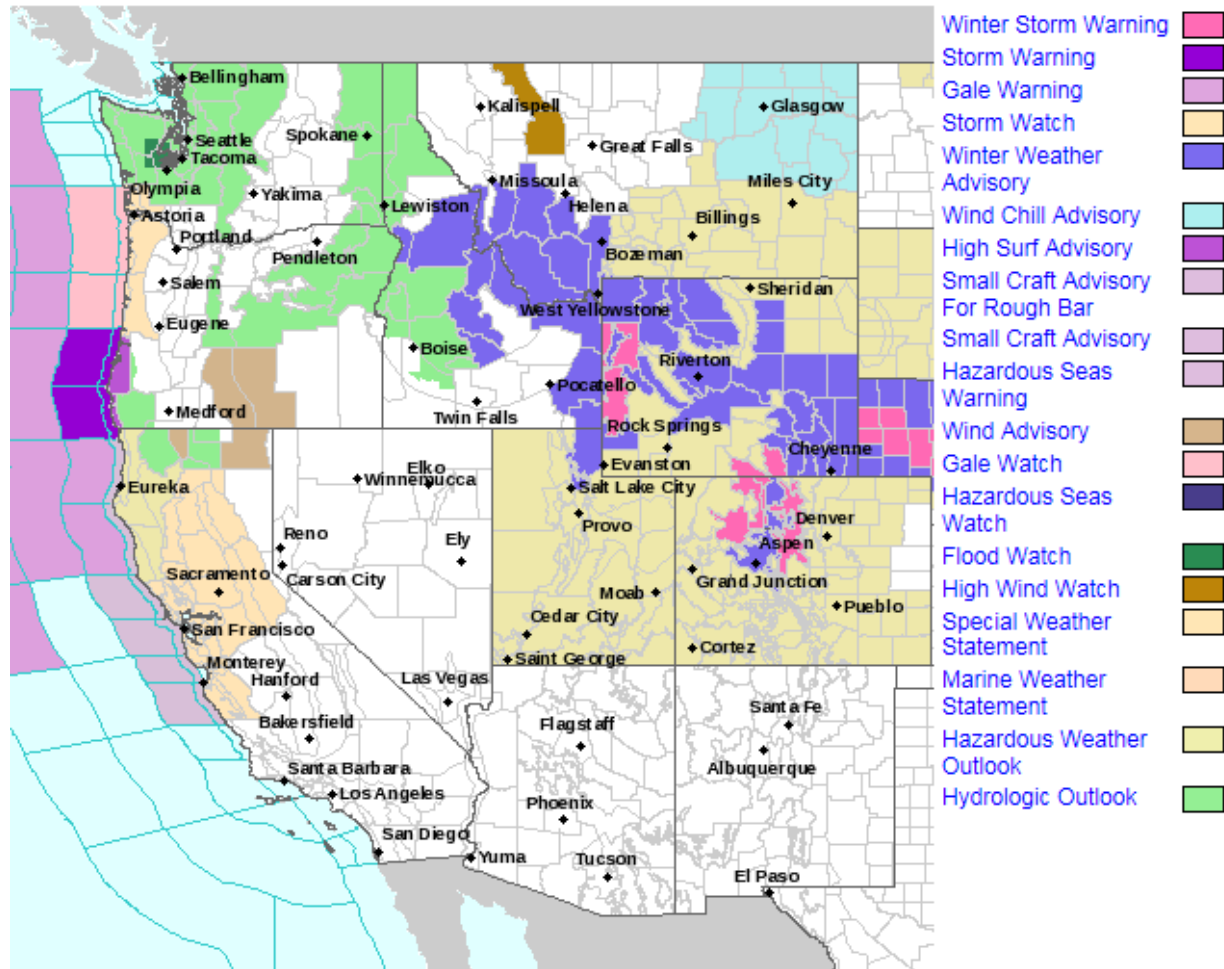 Bellingham
Seattle
Tacoma
Olympia
Spokane
Yakima
Astoria
Portland
Pendleton
Lewiston
Salem
Eugene
Medford
Kalispell
Great Falls
Glasgow
Missoula
Helena
Miles City
Billings
Bozeman
West Yellowstone
Sheridan
Boise
Riverton
Pocatello
Twin Falls
Rock Springs
Cheyenne
Evanston
Eureka
Winnemucca
Elko
Salt Lake City
Provo
Reno
Ely
Carson City
Denver
Aspen
Grand Junction
Sacramento
Moab
Pueblo
San Francisco
Cedar City
Cortez
Saint George
Monterey
Hanford
Las Vegas
Bakersfield
Flagstaff
Santa Fe
Albuquerque
Santa Barbara
Los Angeles
Phoenix
San Diego
Yuma
Tucson
El Paso
Winter Storm Warning
Storm Warning
Gale Warning
Storm Watch
Winter Weather
Advisory
Wind Chill Advisory
High Surf Advisory
Small Craft Advisory
For Rough Bar
Small Craft Advisory
Hazardous Seas
Warning
Wind Advisory
Gale Watch
Hazardous Seas
Watch
Flood Watch
High Wind Watch
Special Weather
Statement
Marine Weather
Statement
Hazardous Weather
Outlook
Hydrologic Outlook